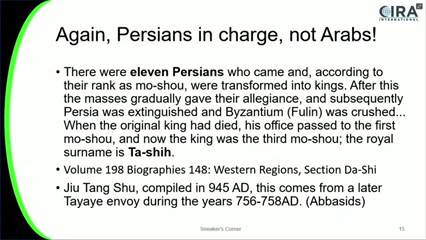 CIRA
INTERNATIONAL
Again, Persians in charge, not Arabs!
• There were eleven Persians who came and, according to
their rank as mo-shou, were transformed into kings. After this
the masses gradually gave their allegiance, and subsequently
Persia was extinguished and Byzantium (Fulin) was crushed...
When the original king had died, his office passed to the first
mo-shou, and now the king was the third mo-shou; the royal
surname is Ta-shih.
• Volume 198 Biographies 148: Western Regions, Section Da-Shi
• Jiu Tang Shu, compiled in 945 AD, this comes from a later
Tayaye envoy during the years 756-758AD. (Abbasids)
Sneaker's Corner
15